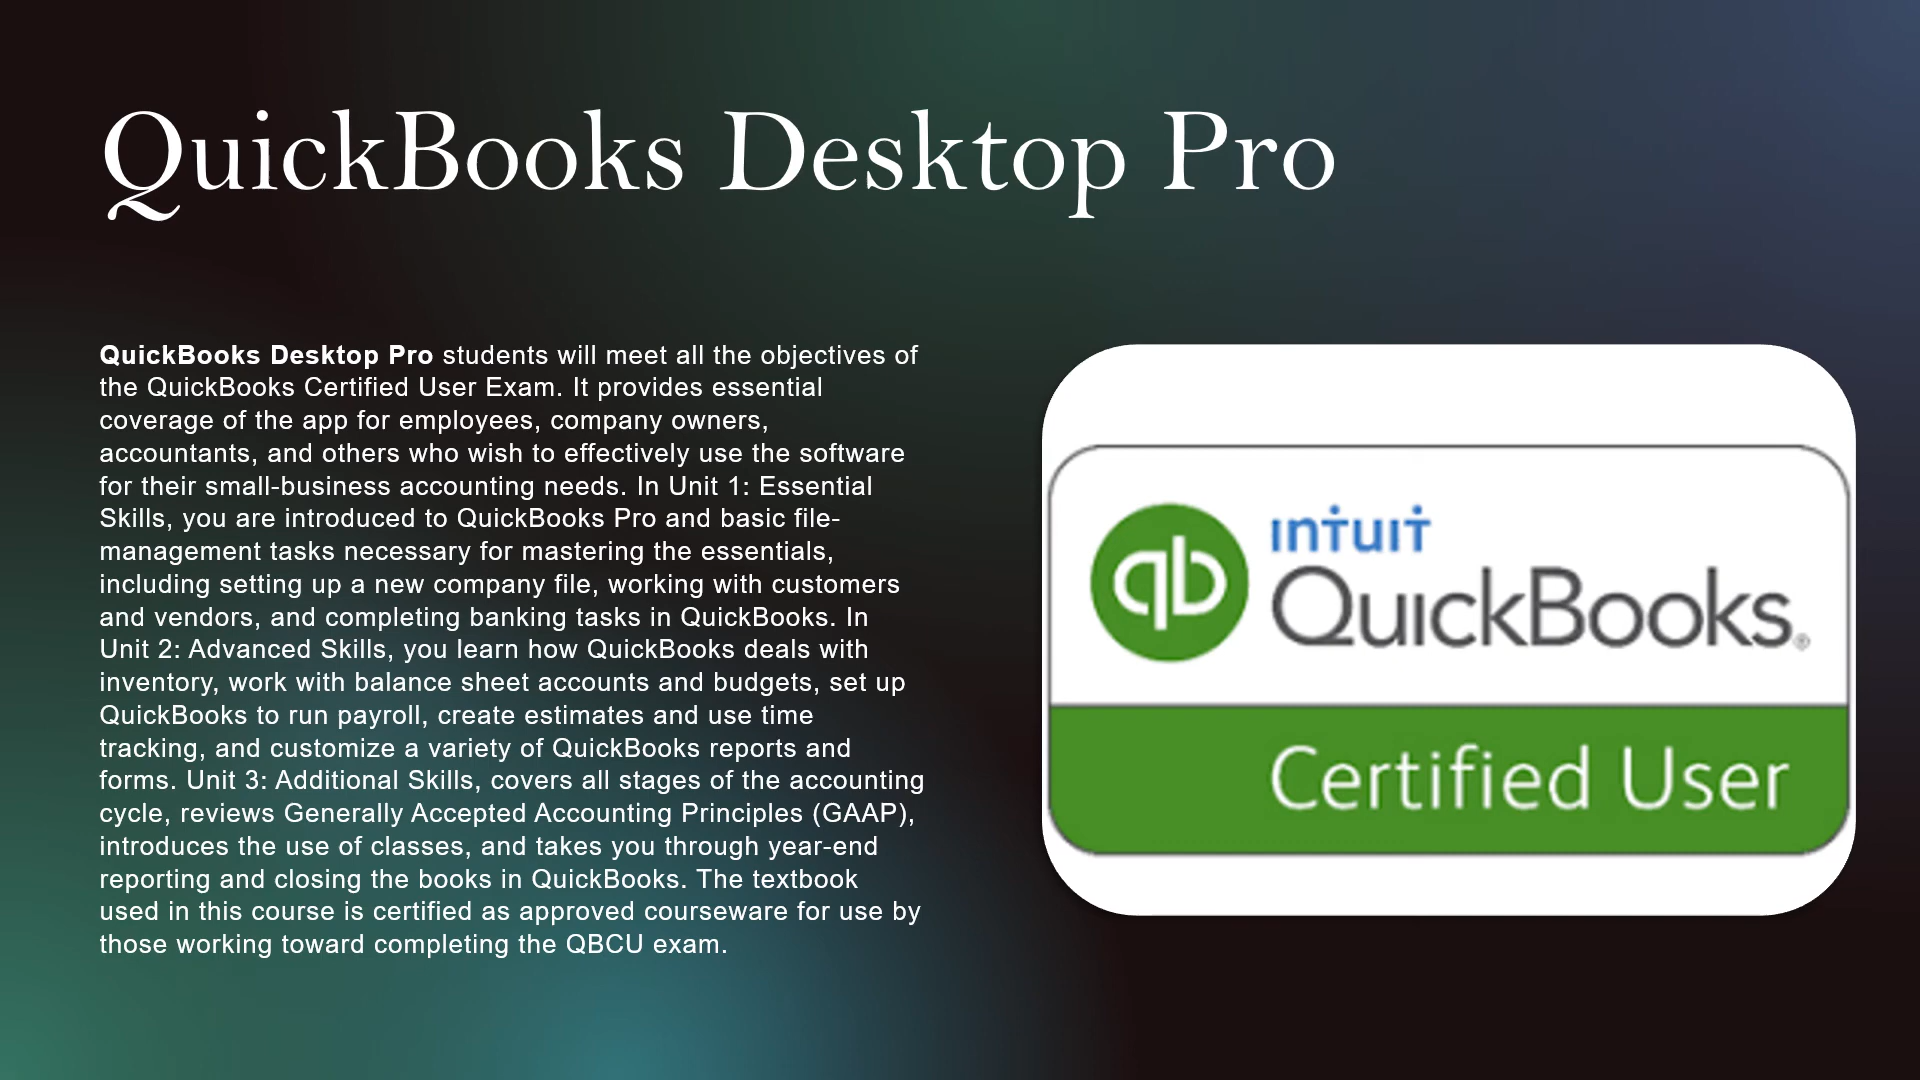 QuickBooks Desktop Pro
QuickBooks Desktop Pro students will meet all the objectives of
the QuickBooks Certified User Exam. It provides essential
coverage of the app for employees, company owners,
accountants, and others who wish to effectively use the software
for their small-business accounting needs. In Unit 1: Essential
Skills, you are introduced to QuickBooks Pro and basic file-
management tasks necessary for mastering the essentials,
including setting up a new company file, working with customers
and vendors, and completing banking tasks in QuickBooks. In
Unit 2: Advanced Skills, you learn how QuickBooks deals with
inventory, work with balance sheet accounts and budgets, set up
QuickBooks to run payroll, create estimates and use time
tracking, and customize a variety of QuickBooks reports and
forms. Unit 3: Additional Skills, covers all stages of the accounting
cycle, reviews Generally Accepted Accounting Principles (GAAP),
introduces the use of classes, and takes you through year-end
reporting and closing the books in QuickBooks. The textbook
used in this course is certified as approved courseware for use by
those working toward completing the QBCU exam.
qb
intuit
QuickBooks®
Certified User